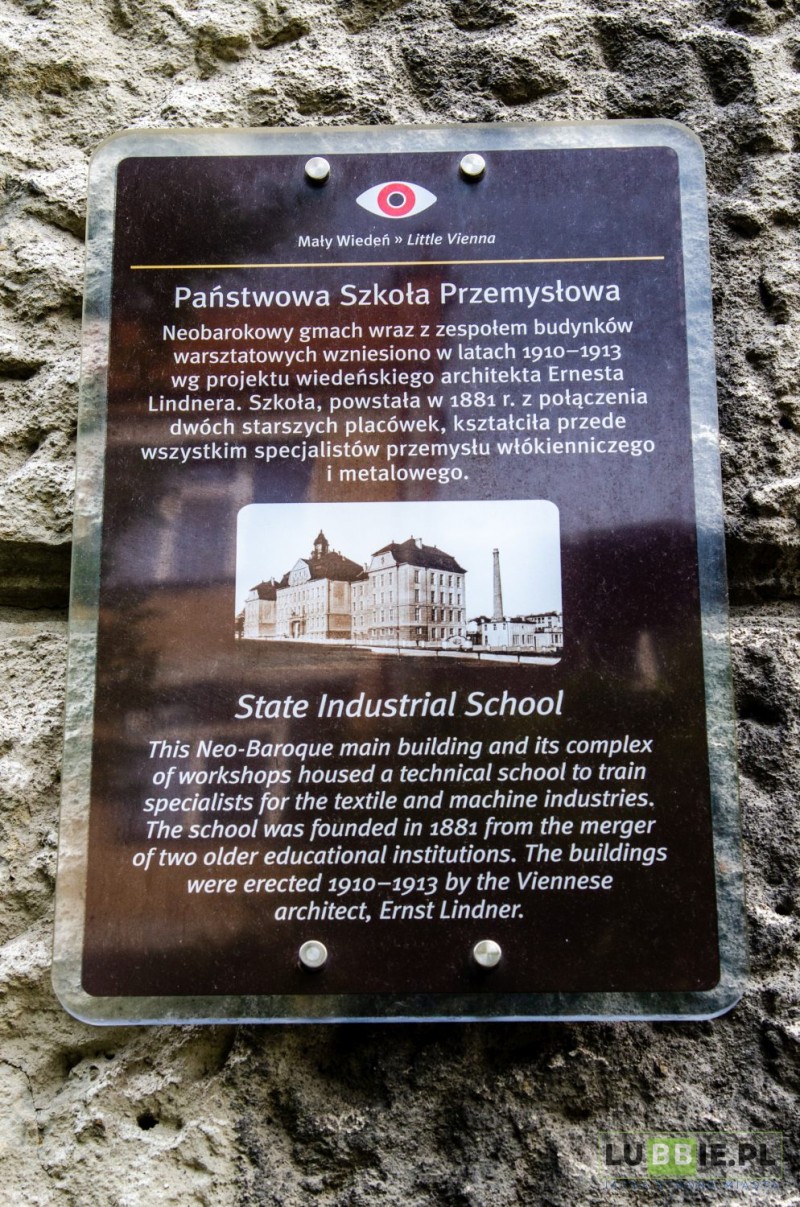 Mały Wiedeń » Little Vienna
Państwowa Szkoła Przemysłowa
Neobarokowy gmach wraz z zespołem budynków
warsztatowych wzniesiono w latach 1910–1913
wg projektu wiedeńskiego architekta Ernesta
Lindnera. Szkoła, powstała w 1881 r. z połączenia
dwóch starszych placówek, kształciła przede
wszystkim specjalistów przemysłu włókienniczego
i metalowego.
State Industrial School
This Neo-Baroque main building and its complex
of workshops housed a technical school to train
specialists for the textile and machine industries.
The school was founded in 1881 from the merger
of two older educational institutions. The buildings
were erected 1910–1913 by the Viennese
architect, Ernst Lindner.
LUBBIE.PL